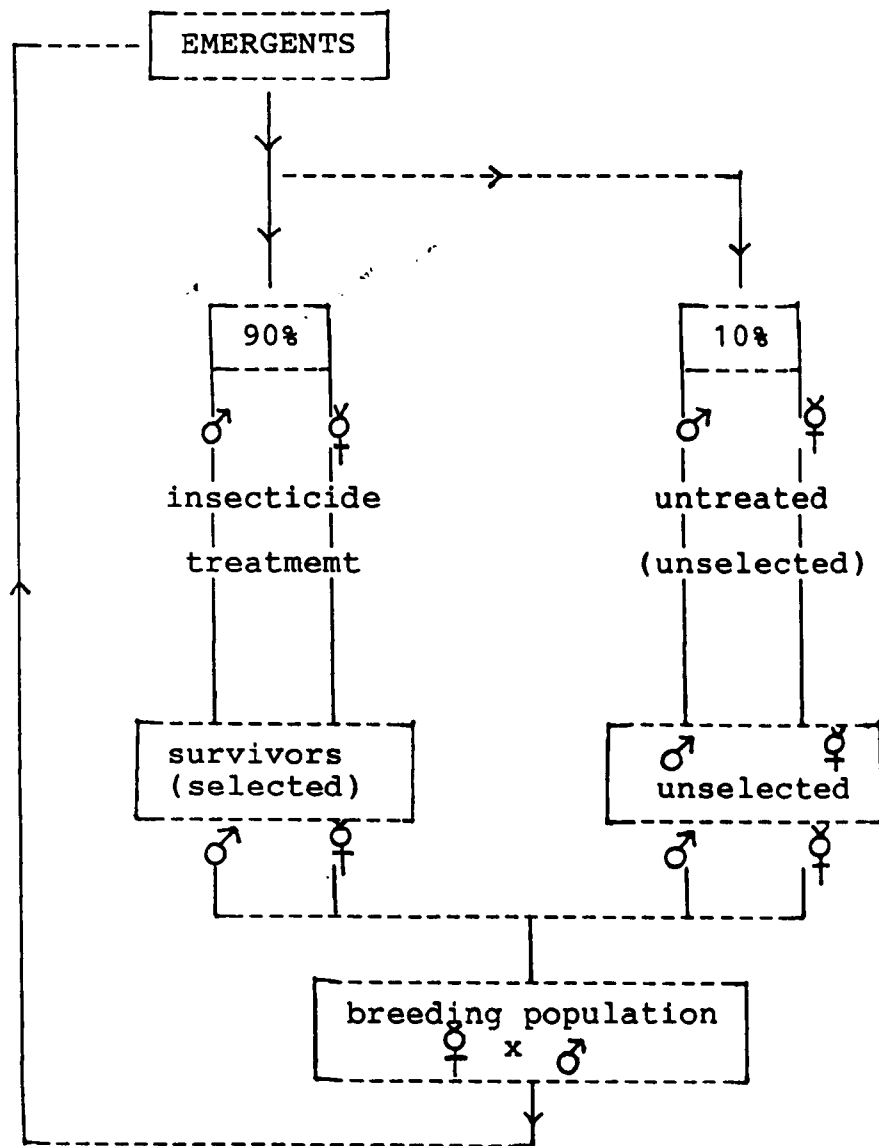 EMERGENTS
90%
10%
♂ ☿
♂ ☿
insecticide
treatmemt
untreated
(unselected)
survivors
(selected)
♂ ☿
unselected
♂ ☿
♂ ☿
breeding population
☿ x ♂